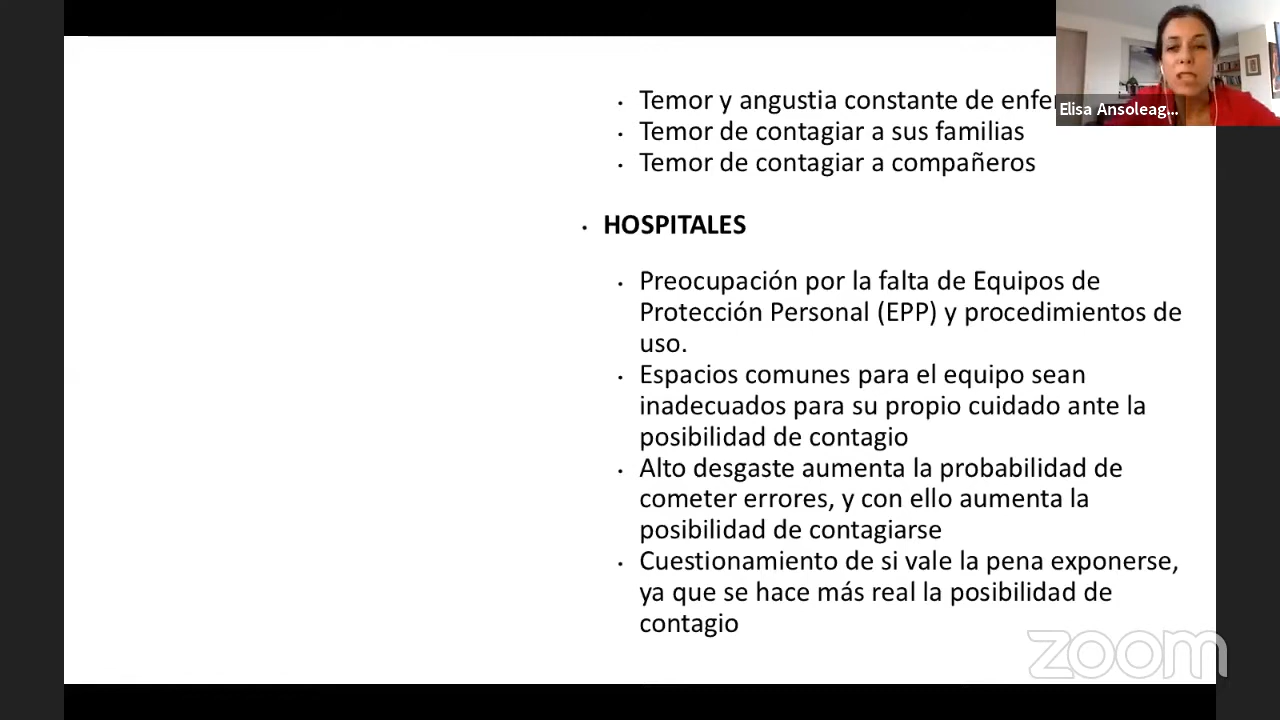 Temor y angustia constante de
Elisa Ansoleag...
Temor de contagiar a sus familias
Temor de contagiar a compañeros
HOSPITALES
Preocupación por la falta de Equipos de
Protección Personal (EPP) y procedimientos de
uso.
Espacios comunes para el equipo sean
inadecuados para su propio cuidado ante la
posibilidad de contagio
Alto desgaste aumenta la probabilidad de
cometer errores, y con ello aumenta la
posibilidad de contagiarse
Cuestionamiento de si vale la pena exponerse,
ya que se hace más real la posibilidad de
contagio
zoom